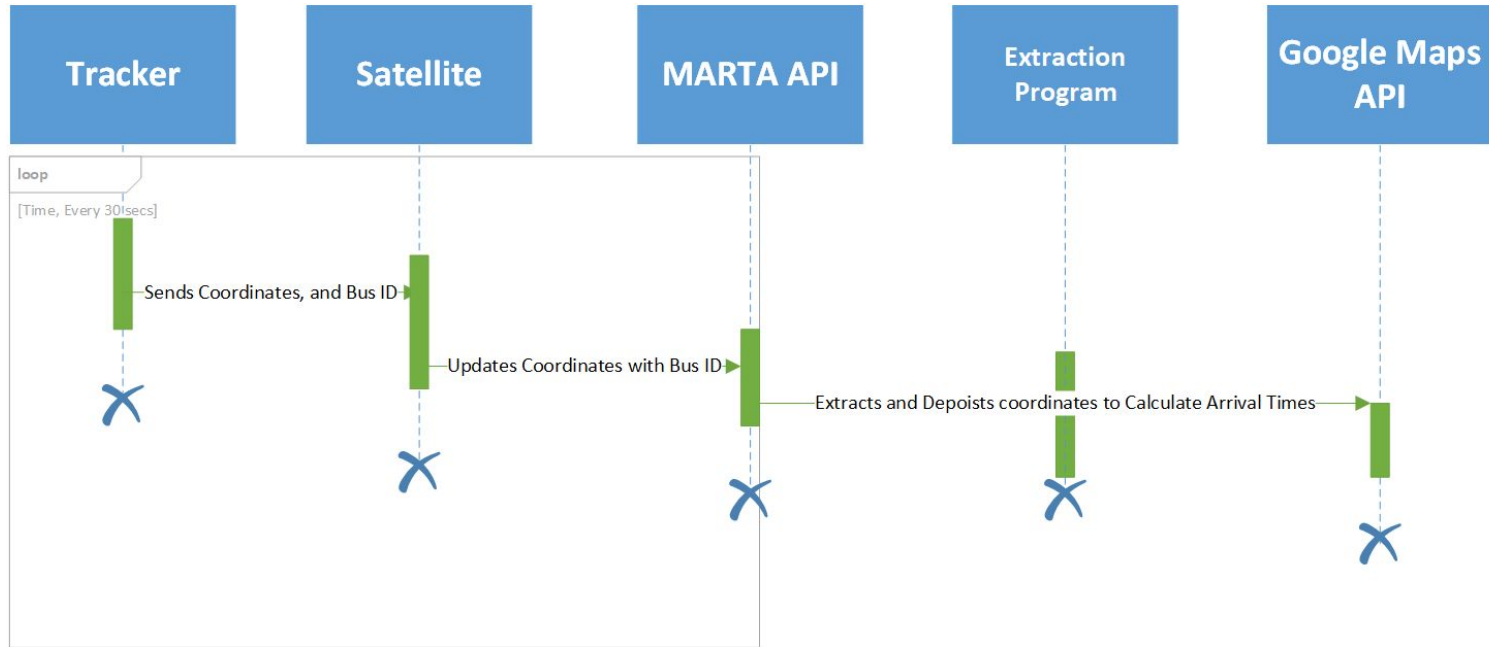 Tracker
Satellite
MARTA API
Extraction
Program
Google Maps
API
loop
[Time, Every 30 secs]
Sends Coordinates, and Bus ID
Updates Coordinates with Bus ID
Extracts and Depoists coordinates to Calculate Arrival Times